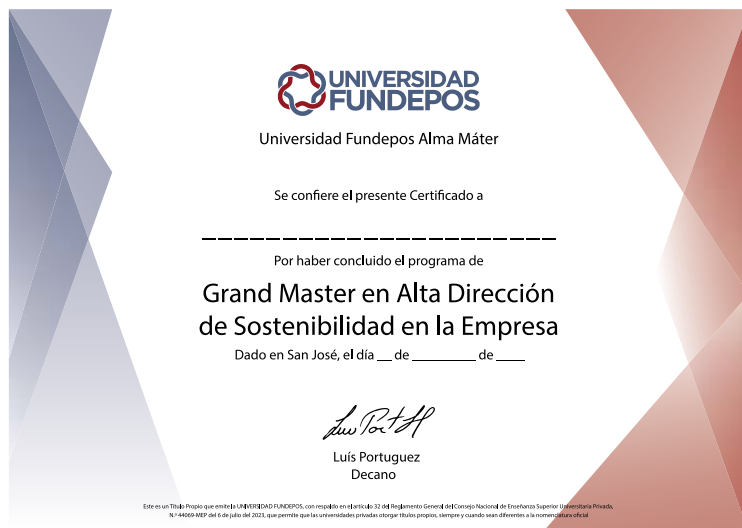 UNIVERSIDAD
FUNDEPOS
Universidad Fundepos Alma Máter
Se confiere el presente Certificado a
_______________________
Por haber concluido el programa de
Grand Master en Alta Dirección
de Sostenibilidad en la Empresa
Dado en San José, el día __ de ________ de ____
Luis Port
Luís Portuguez
Decano
Este es un Título Propio que emite la UNIVERSIDAD FUNDEPOS, con respaldo en el artículo 32 del Reglamento General del Consejo Nacional de Enseñanza Superior Universitaria Privada,
N.º 44069-MEP del 6 de julio del 2023, que permite que las universidades privadas otorgar títulos propios, siempre y cuando sean diferentes a la nomenclatura oficial